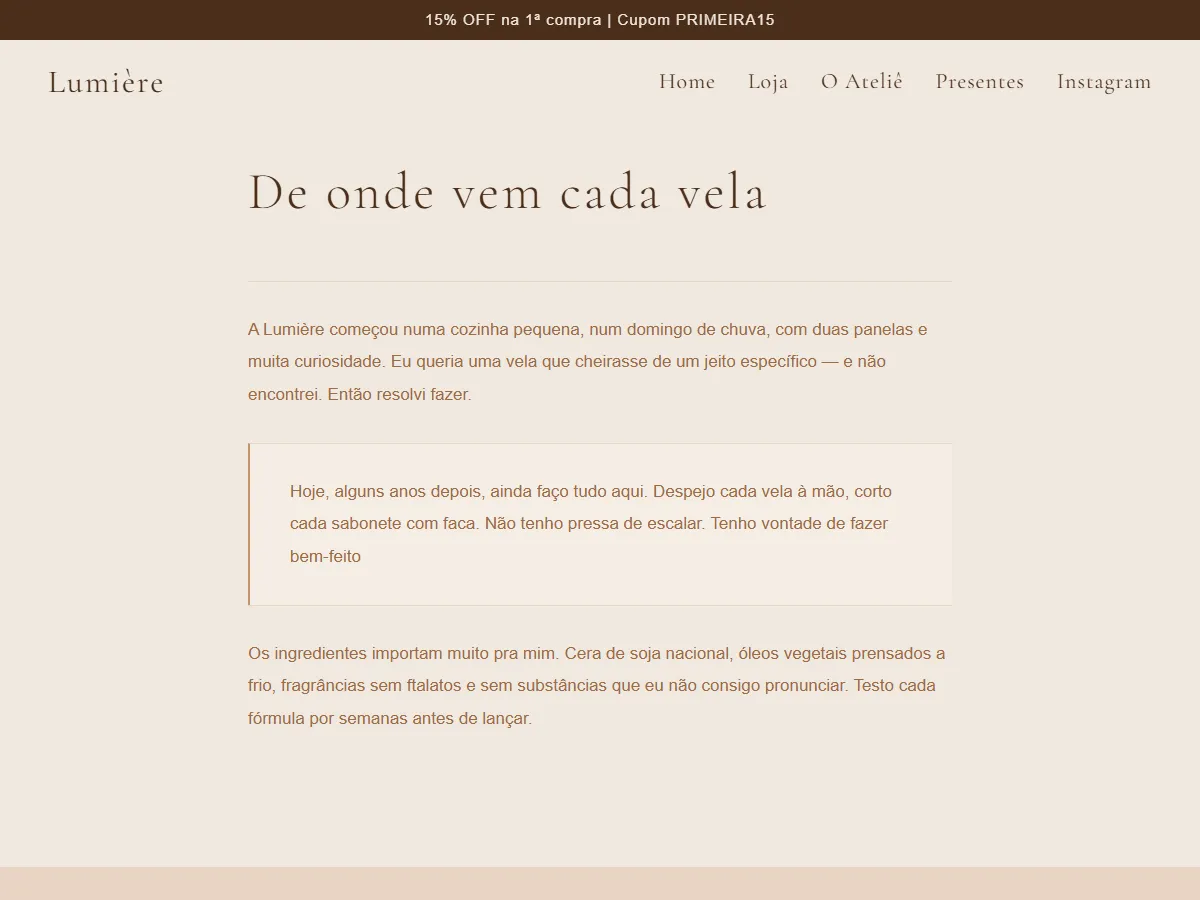 15% OFF na 1ª compra | Cupom PRIMEIRA15
Lumière
Home Loja O Ateliê Presentes Instagram
De onde vem cada vela
A Lumière começou numa cozinha pequena, num domingo de chuva, com duas panelas e
muita curiosidade. Eu queria uma vela que cheirasse de um jeito específico — e não
encontrei. Então resolvi fazer.
Hoje, alguns anos depois, ainda faço tudo aqui. Despejo cada vela à mão, corto
cada sabonete com faca. Não tenho pressa de escalar. Tenho vontade de fazer
bem-feito
Os ingredientes importam muito pra mim. Cera de soja nacional, óleos vegetais prensados a
frio, fragrâncias sem ftalatos e sem substâncias que eu não consigo pronunciar. Testo cada
fórmula por semanas antes de lançar.